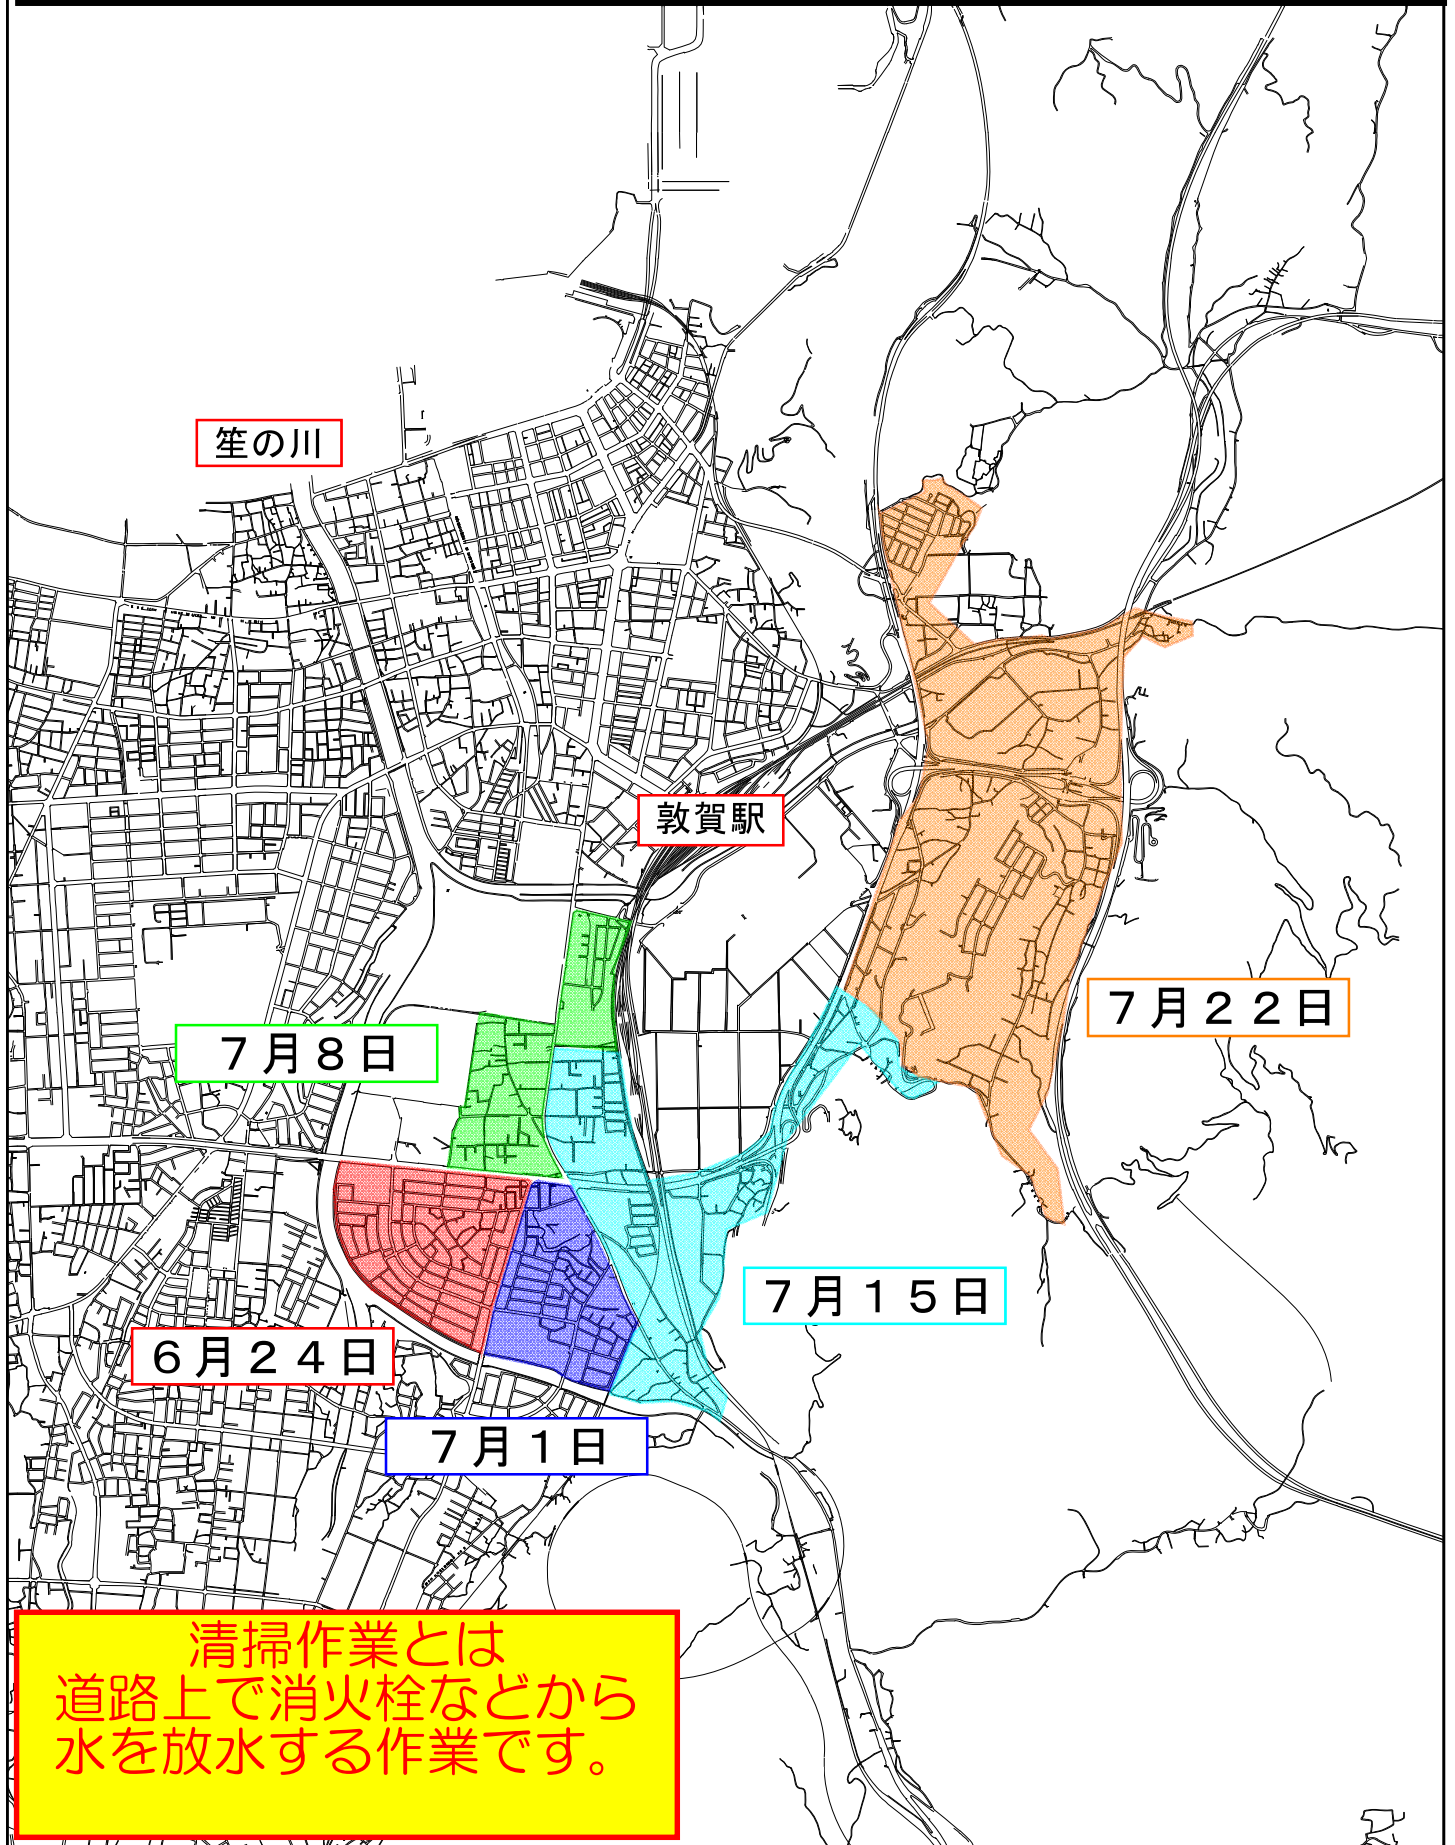 笙の川
敦賀駅
７月２２日
７月８日
７月１５日
６月２４日
７月１日
清掃作業とは
道路上で消火栓などから
水を放水する作業です。